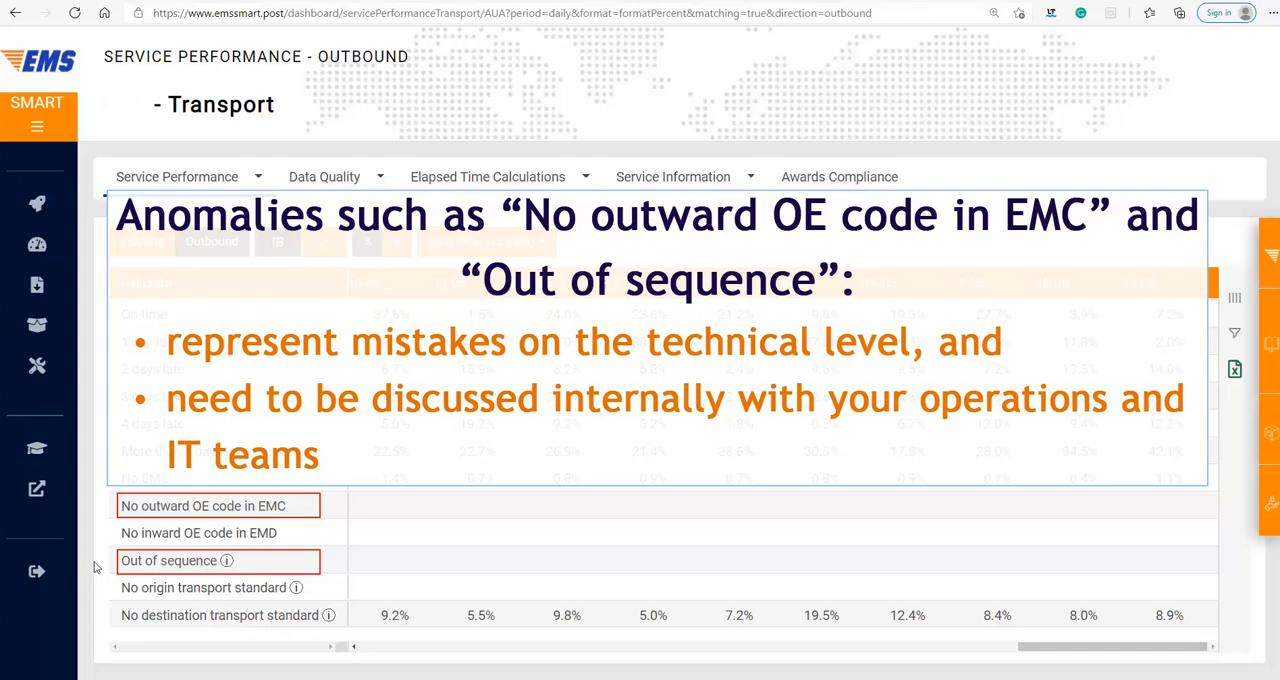 https://www.emssmart.post/dashboard/servicePerformanceTransport/AUA?period=daily&format=formatPercent&matching=true&direction=outbound
Sign in
EMS
SERVICE PERFORMANCE - OUTBOUND
SMART
- Transport
Service Performance Data Quality Elapsed Time Calculations Service Information Awards Compliance
Anomalies such as “No outward OE code in EMC” and
“Out of sequence”:
• represent mistakes on the technical level, and
• need to be discussed internally with your operations and
IT teams
Outbound
On time
No outward OE code in EMC
No inward OE code in EMD
Out of sequence
No origin transport standard
No destination transport standard 9.2% 5.5% 9.8% 5.0% 7.2% 19.5% 12.4% 8.4% 8.0% 8.9%